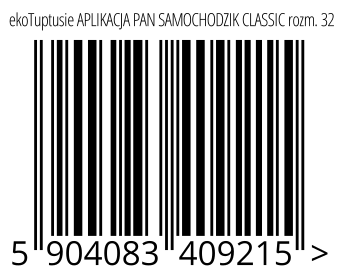 ekoTuptusie APLIKACJA PAN SAMOCHODZIK CLASSIC rozm. 32
5 904083 409215 >